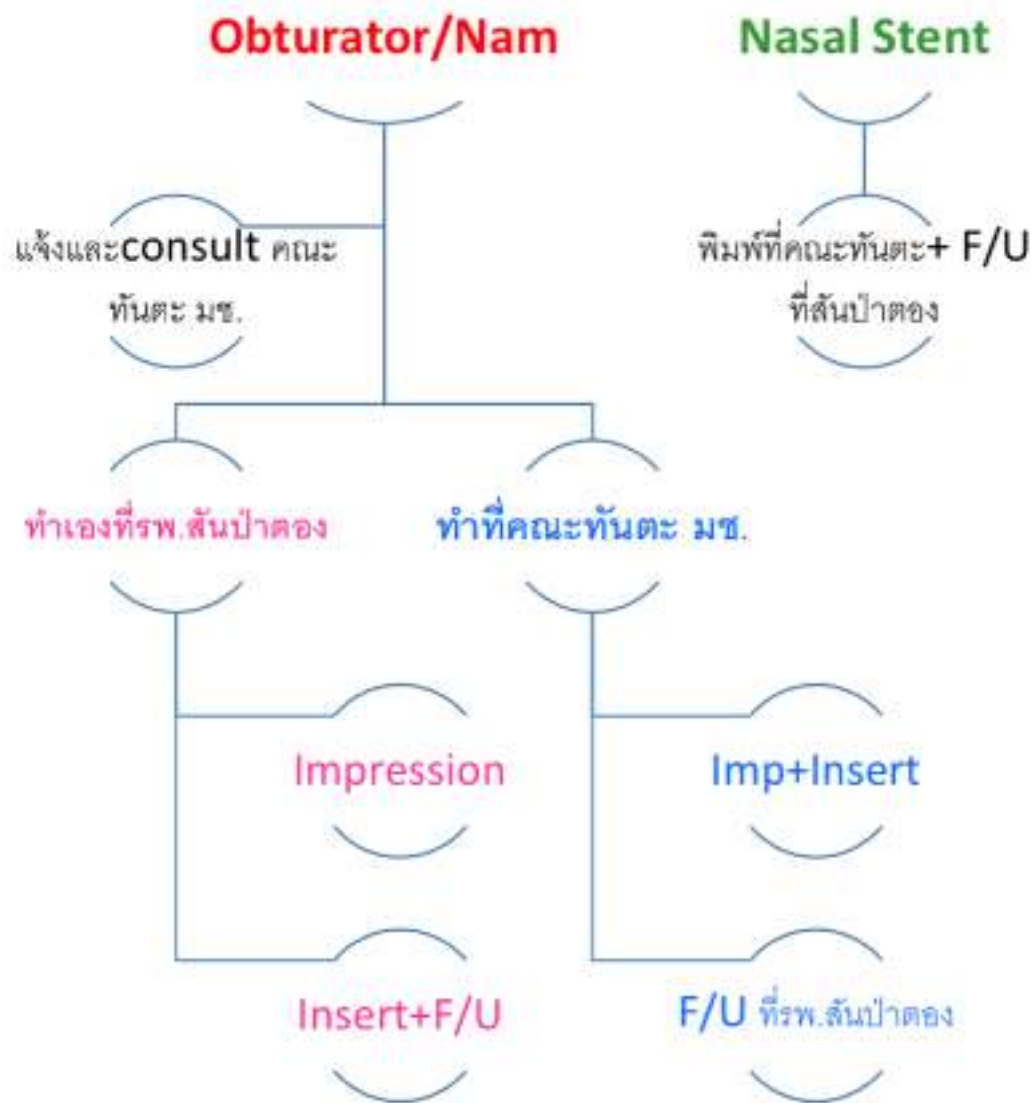 Obturator/Nam
Nasal Stent
แจ้งและconsult คณะ
ทันตะ มช.
พิมพ์ที่คณะทันตะ+ F/U
ที่สันป่าตอง
ทำเองที่รพ.สันป่าตอง
ทำที่คณะทันตะ มช.
Impression
Imp+Insert
Insert+F/U
F/U ที่รพ.สันป่าตอง